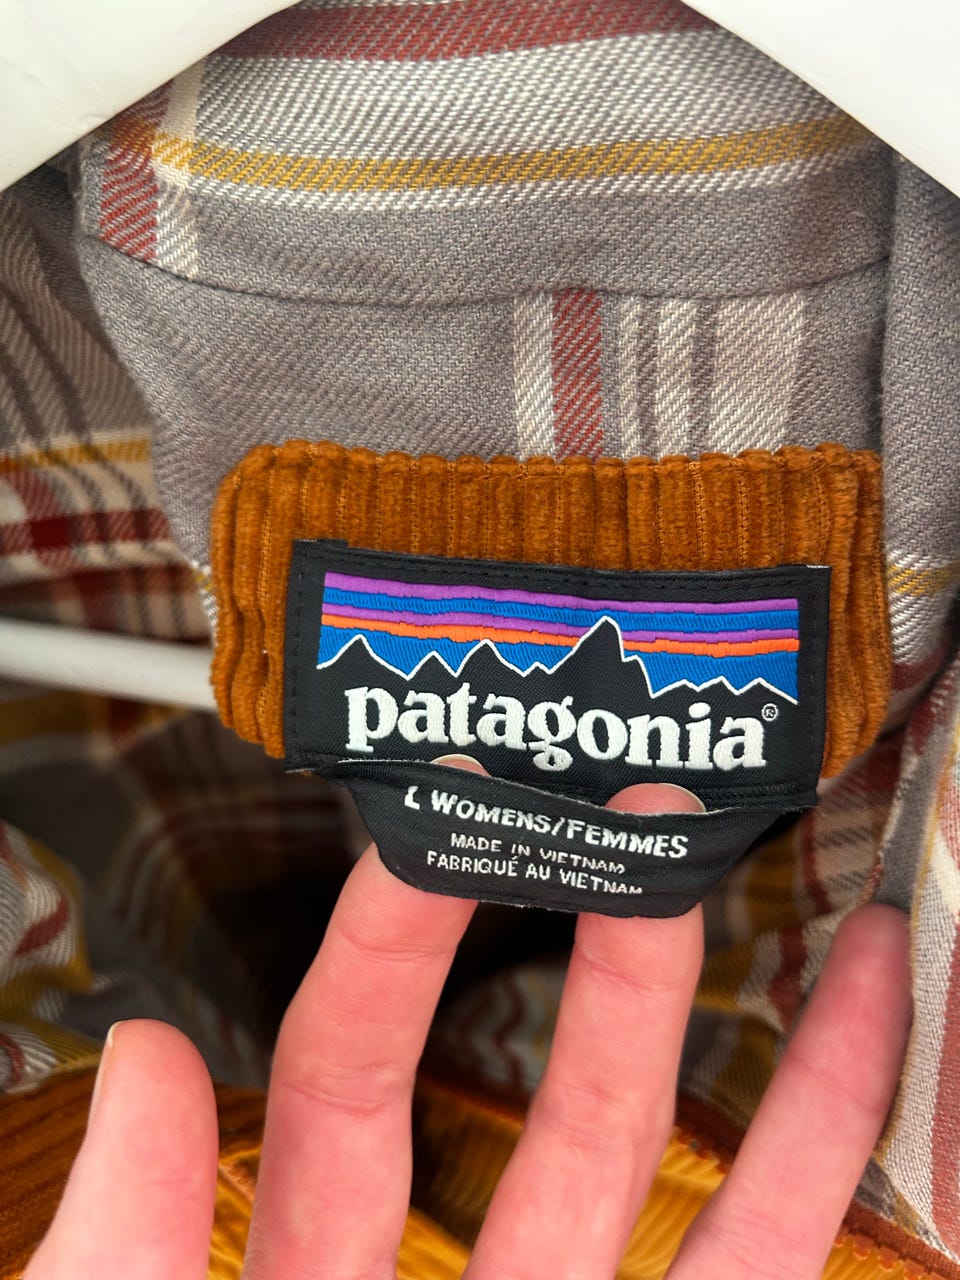 patagonia®
L WOMENS/FEMMES
MADE IN VIETNAM
FABRIQUÉ AU VIETNAM